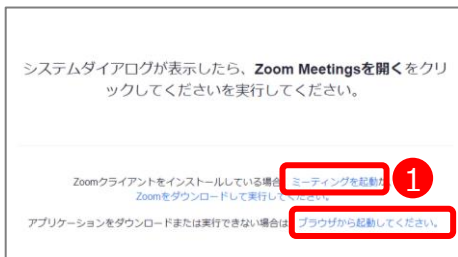 システムダイアログが表示したら、Zoom Meetingsを開くをクリ
ックしてくださいを実行してください。
Zoomクライアントをインストールしている場合 ミーティングを起動
1
Zoomをダウンロードして実行してください。
アプリケーションをダウンロードまたは実行できない場合は ブラウザから起動してください。